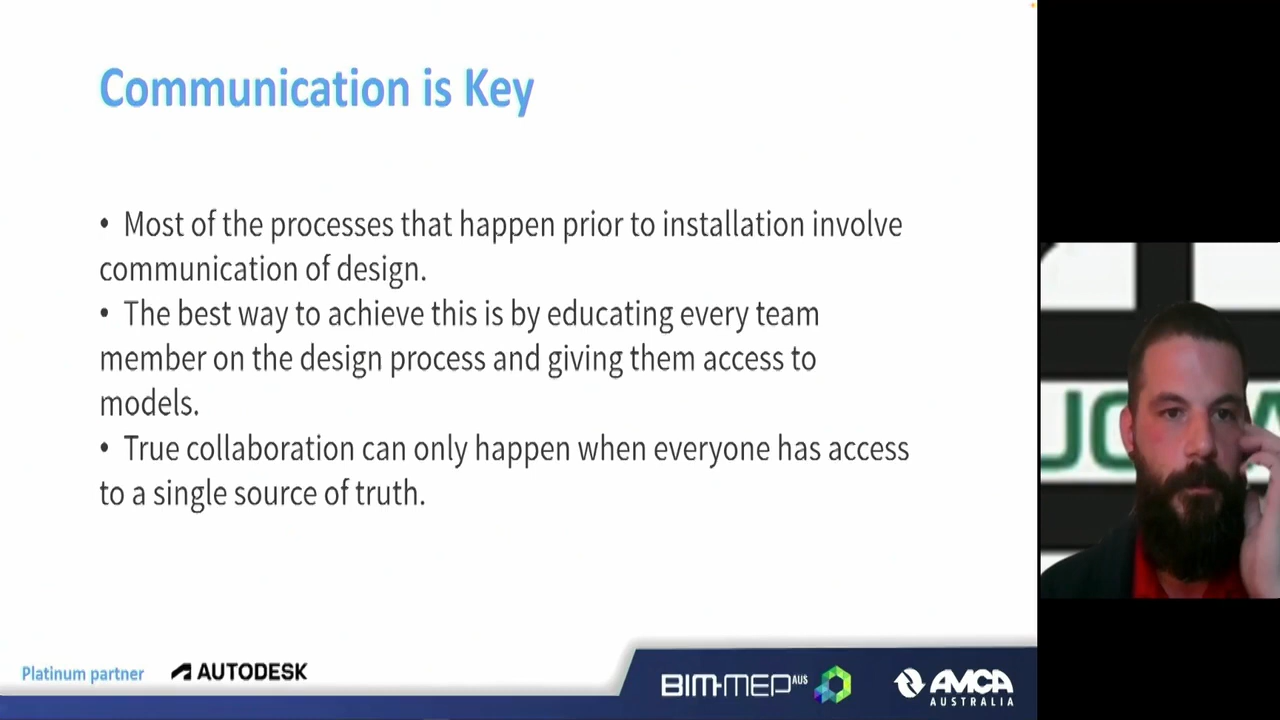 Communication is Key
• Most of the processes that happen prior to installation involve
communication of design.
• The best way to achieve this is by educating every team
member on the design process and giving them access to
models.
• True collaboration can only happen when everyone has access
to a single source of truth.
Platinum partner AUTODESK
BIM-MEP AUS
AMCA
AUSTRALIA